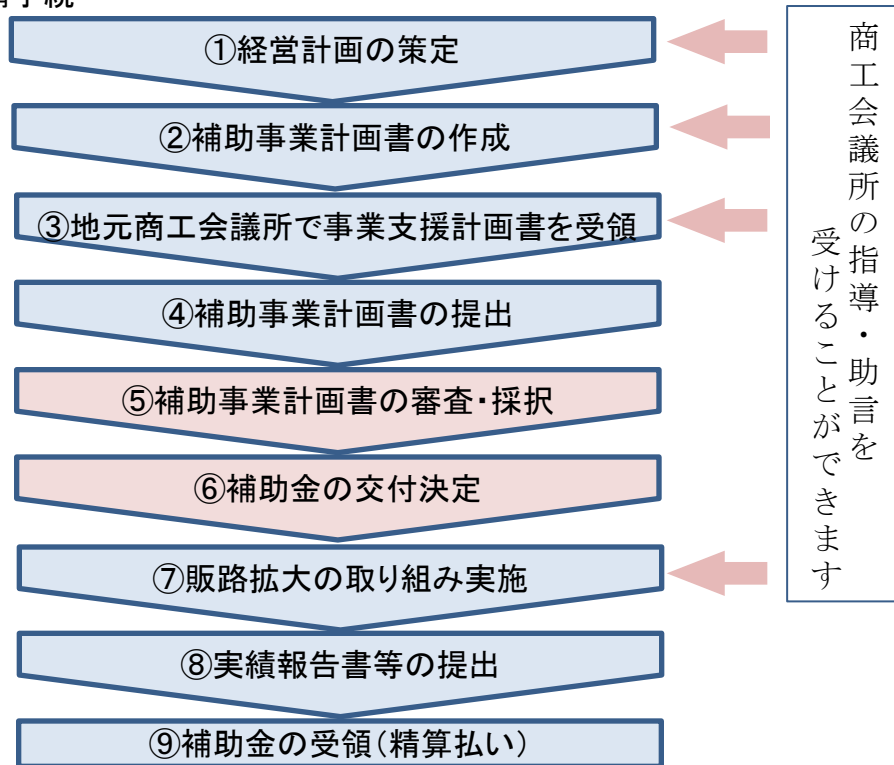 ①経営計画の策定
②補助事業計画書の作成
③地元商工会議所で事業支援計画書を受領
④補助事業計画書の提出
⑤補助事業計画書の審査・採択
⑥補助金の交付決定
⑦販路拡大の取り組み実施
⑧実績報告書等の提出
⑨補助金の受領(精算払い)
商工会議所の指導・助言を
受けることができます